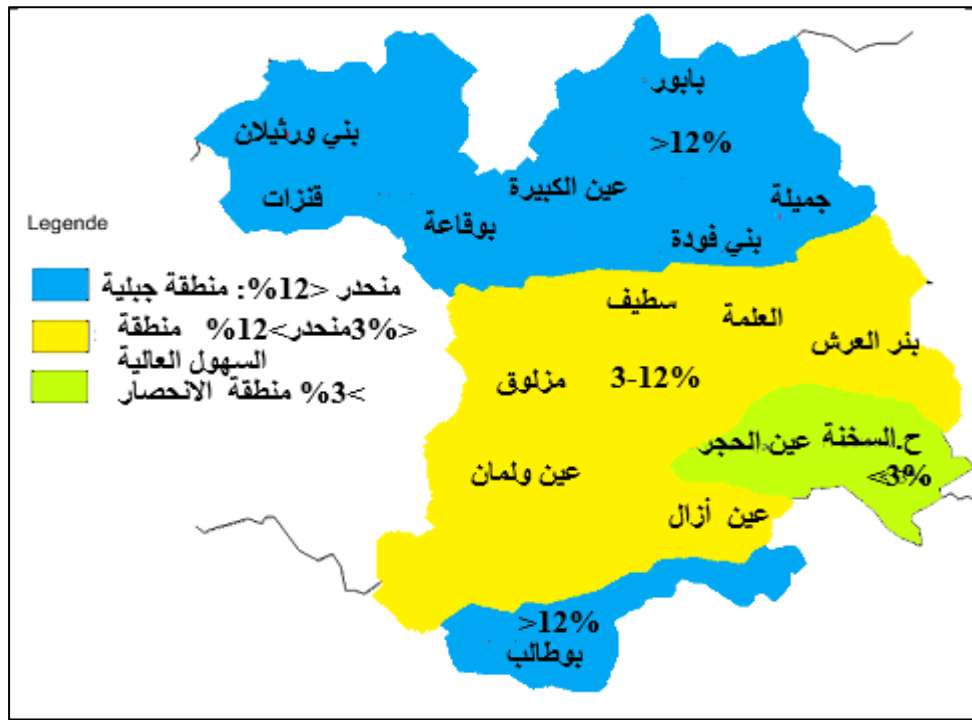 بابور
بني ورثيلان
>12%
عين الكبيرة
جميلة
قنزات
بوقاعة
بني فودة
Legende
منحدر <12%: منطقة جبلية
<3%منحدر>12% منطقة
السهول العالية
>3% منطقة الانحصار
سطيف
العلمة
بئر العرش
مزلوق
3-12%
ح.السخنة
عين الحجر
<3%
عين ولمان
عين أزال
>12%
بوطالب